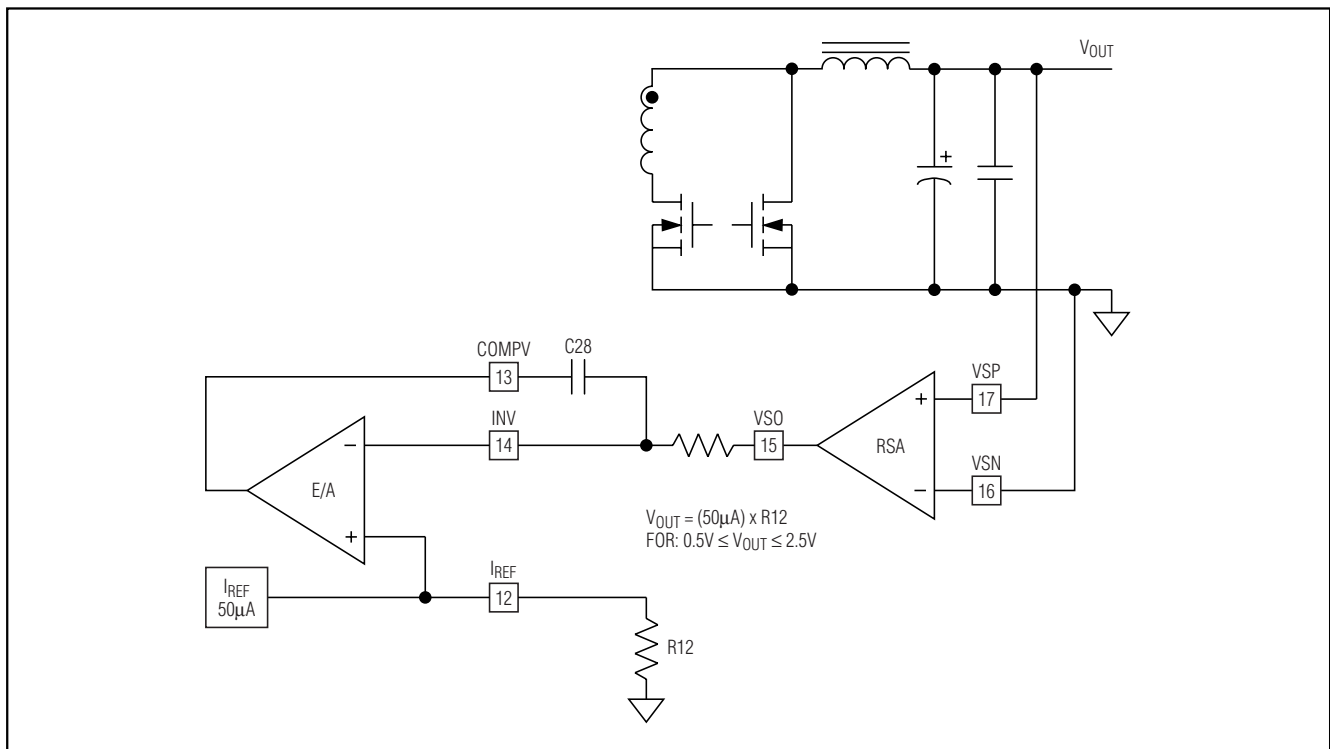 VOUT
COMPV
C28
13
INV
14
VSO
15
VSP
17
RSA
VSN
16
+
+
−
−
E/A
+
VOUT = (50µA) x R12
FOR: 0.5V ≤ VOUT ≤ 2.5V
IREF
50µA
IREF
12
R12